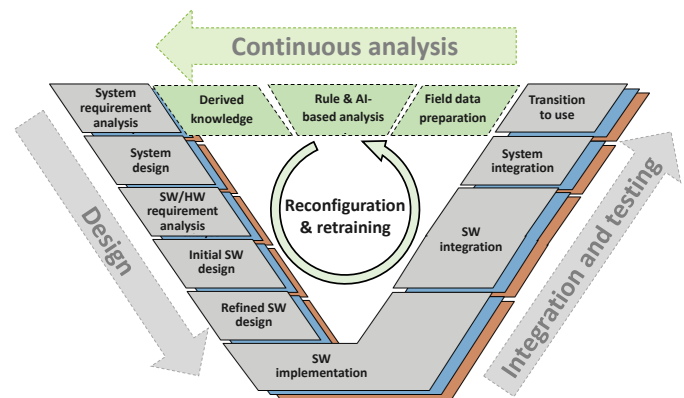 Continuous analysis
System
requirement
analysis
Derived
knowledge
Rule & AI-
based analysis
Field data
preparation
Transition
to use
System
design
System
integration
SW/HW
requirement
analysis
Reconfiguration
& retraining
SW
integration
Initial SW
design
Refined SW
design
SW
implementation
Design
Integration and testing